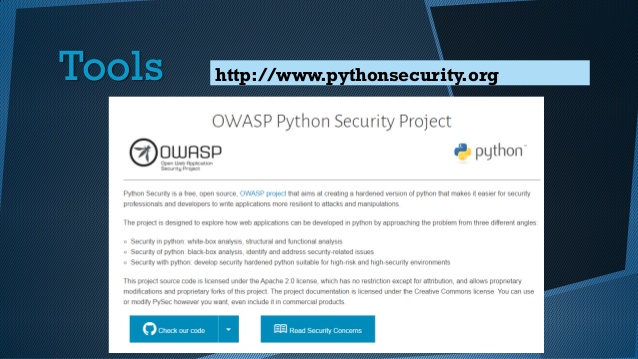 Tools
http://www.pythonsecurity.org
OWASP Python Security Project
OWASP
Open Web Application
Security Project
python™
Python Security is a free, open source, OWASP project that aims at creating a hardened version of python that makes it easier for security
professionals and developers to write applications more resilient to attacks and manipulations.
The project is designed to explore how web applications can be developed in python by approaching the problem from three different angles:
Security in python: white-box analysis, structural and functional analysis
Security of python: black-box analysis, identify and address security-related issues
Security with python: develop security hardened python suitable for high-risk and high-security environments
This project source code is licensed under the Apache 2.0 license, which has no restriction except for attribution, and allows proprietary
modifications and proprietary forks of this project. The project documentation is licensed under the Creative Commons license. You can use
or modify PySec however you want, even include it in commercial products.
Check our code
Read Security Concerns